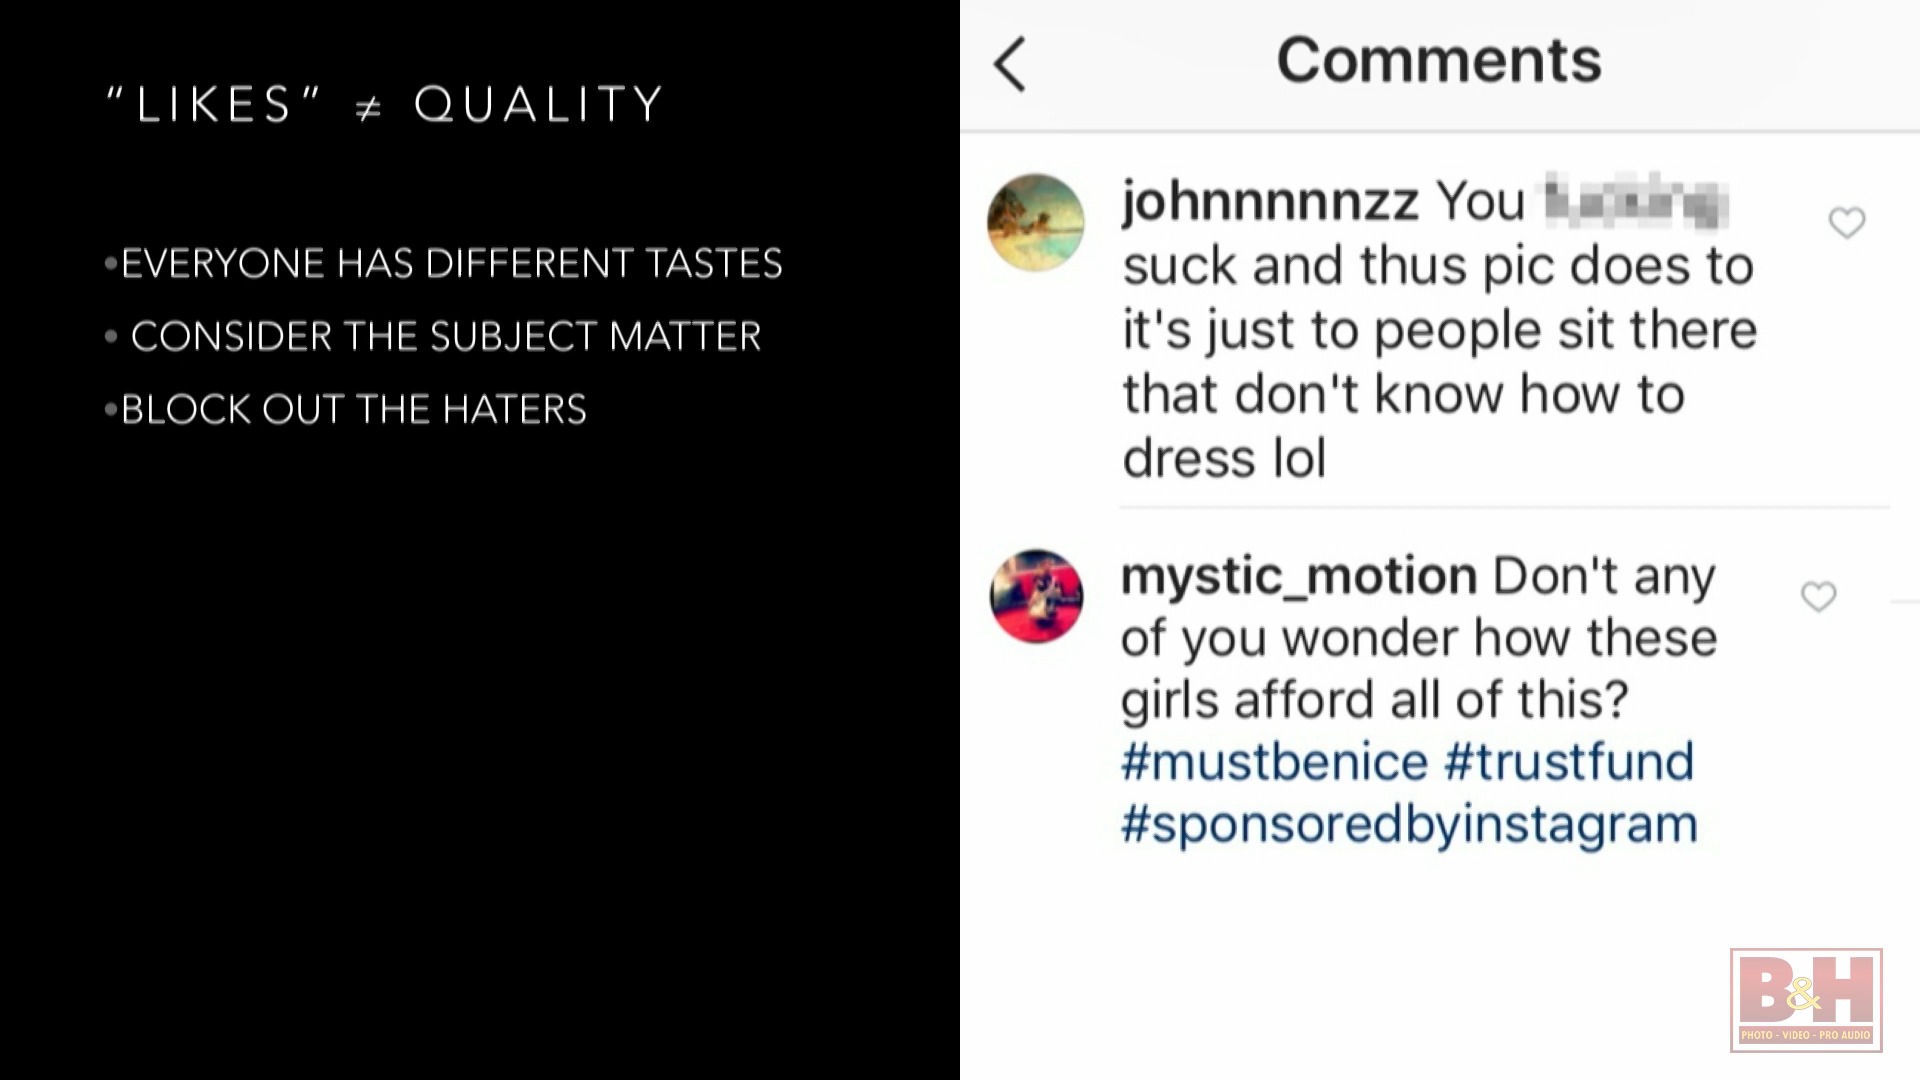 “LIKES” ≠ QUALITY
•EVERYONE HAS DIFFERENT TASTES
• CONSIDER THE SUBJECT MATTER
•BLOCK OUT THE HATERS
Comments
johnnnnnnzz You
suck and thus pic does to
it's just to people sit there
that don't know how to
dress lol
mystic_motion Don't any
of you wonder how these
girls afford all of this?
#mustbenice #trustfund
#sponsoredbyinstagram
B&H
PHOTO - VIDEO - PRO AUDIO